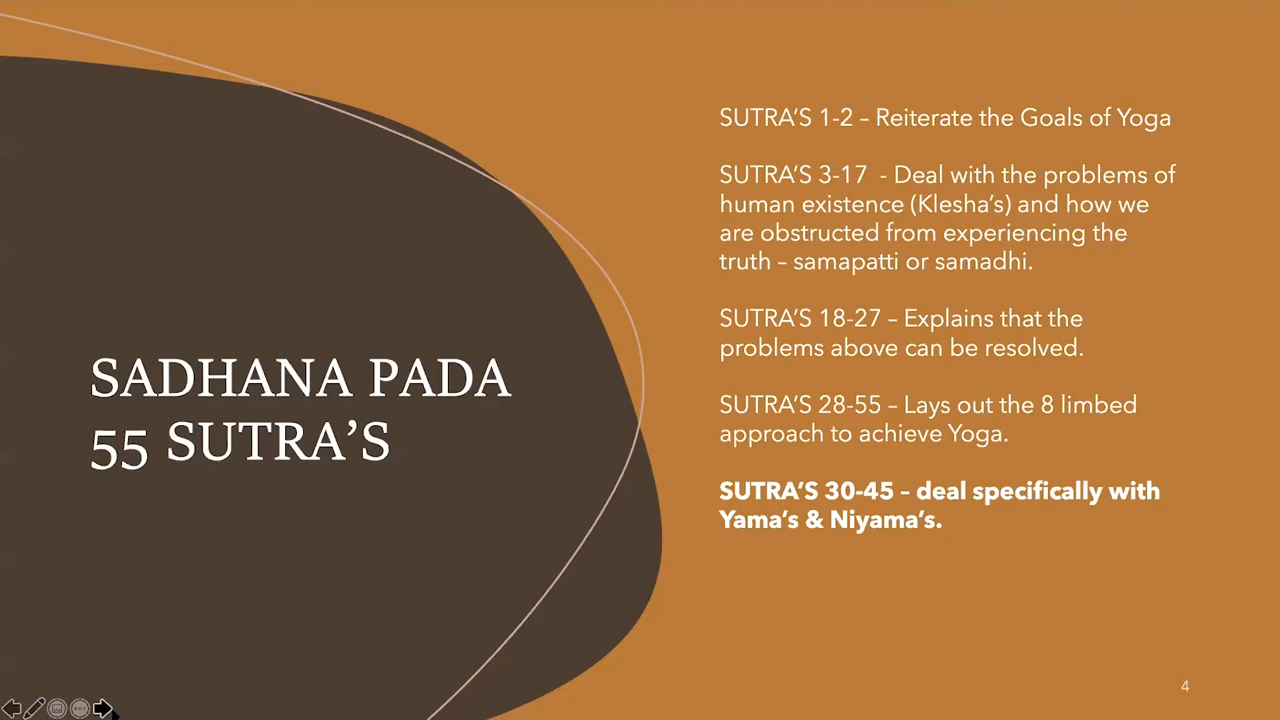 SADHANA PADA
55 SUTRA’S
SUTRA’S 1-2 – Reiterate the Goals of Yoga
SUTRA’S 3-17 - Deal with the problems of
human existence (Klesha’s) and how we
are obstructed from experiencing the
truth – samapatti or samadhi.
SUTRA’S 18-27 – Explains that the
problems above can be resolved.
SUTRA’S 28-55 – Lays out the 8 limbed
approach to achieve Yoga.
SUTRA’S 30-45 – deal specifically with
Yama’s & Niyama’s.
4